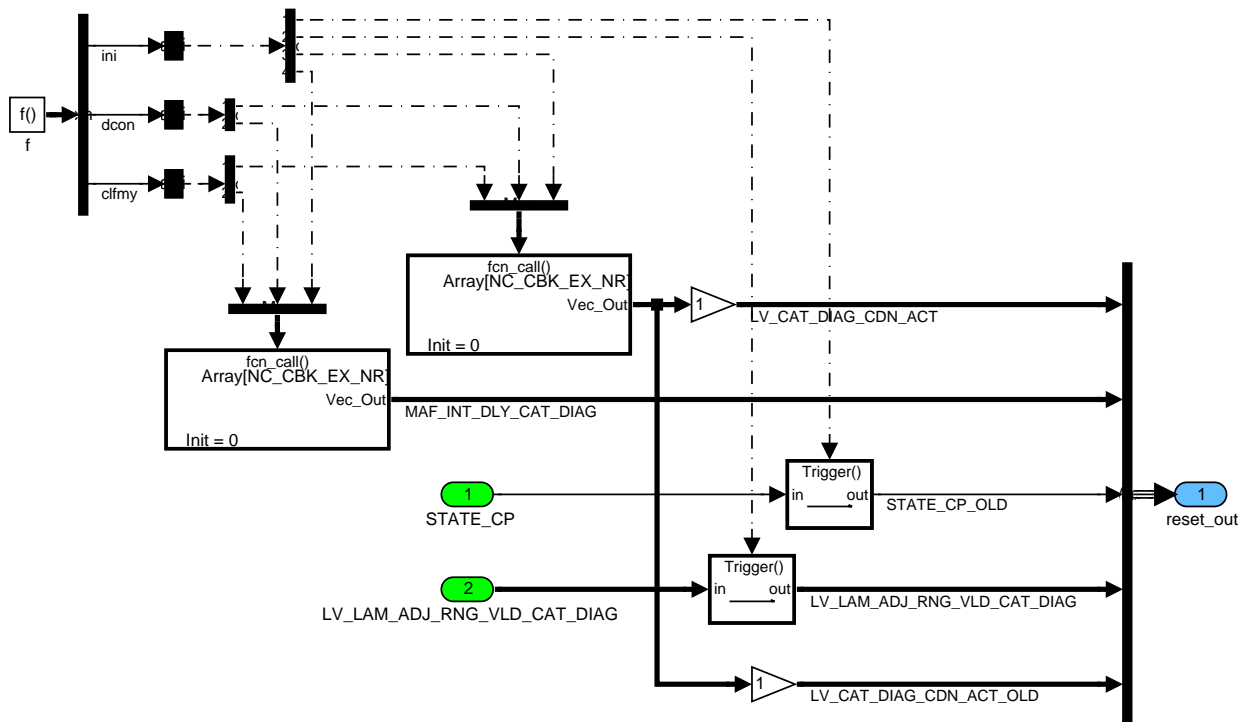 ini
f()
f
dcon
clfmy
fcn_call()
Array[NC_CBK_EX_NR]
Vec_Out
Init = 0
1
LV_CAT_DIAG_CDN_ACT
fcn_call()
Array[NC_CBK_EX_NR]
Vec_Out
Init = 0
MAF_INT_DLY_CAT_DIAG
Trigger()
in out
1
STATE_CP
STATE_CP_OLD
1
reset_out
Trigger()
in out
2
LV_LAM_ADJ_RNG_VLD_CAT_DIAG
LV_LAM_ADJ_RNG_VLD_CAT_DIAG
1
LV_CAT_DIAG_CDN_ACT_OLD